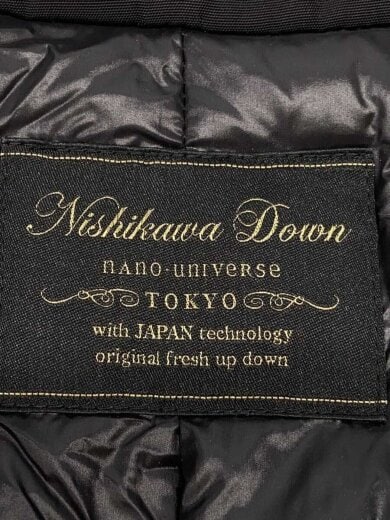 Nishikawa Down
nano·universe
TOKYO
with JAPAN technology
original fresh up down